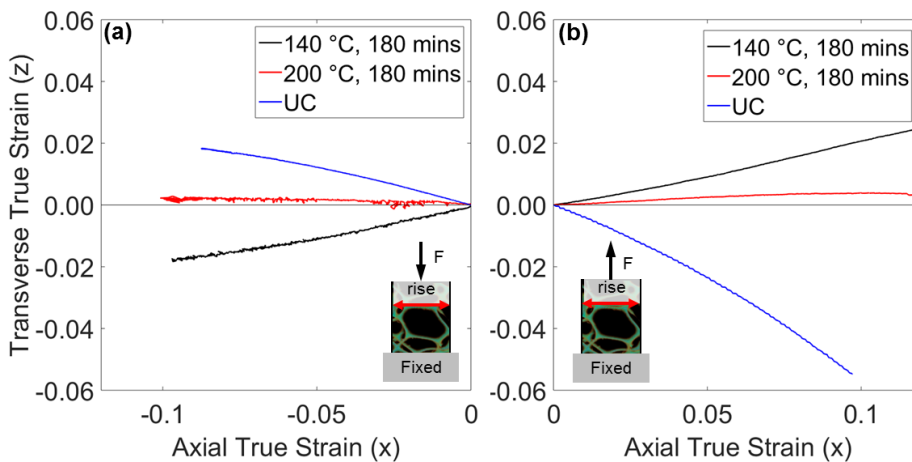 (a)
140 °C, 180 mins
200 °C, 180 mins
UC
Transverse True Strain (z)
0.06
0.04
0.02
0.00
-0.02
-0.04
-0.06
F
rise
Fixed
-0.1
-0.05
0
Axial True Strain (x)
(b)
140 °C, 180 mins
200 °C, 180 mins
UC
0.06
0.04
0.02
0.00
-0.02
-0.04
-0.06
F
rise
Fixed
0
0.05
0.1
Axial True Strain (x)